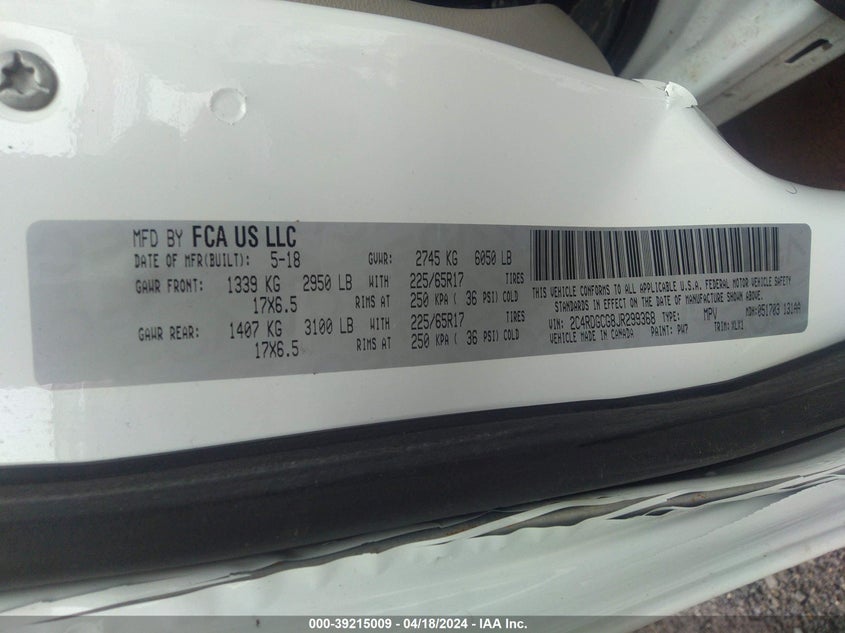 MFD BY FCA US LLC
DATE OF MFR(BUILT): 5-18 GVWR: 2745 KG 6050 LB
GAWR FRONT: 1339 KG 2950 LB WITH 225/65R17 TIRES
17X6.5 RIMS AT 250 KPA ( 36 PSI) COLD
GAWR REAR: 1407 KG 3100 LB WITH 225/65R17 TIRES
17X6.5 RIMS AT 250 KPA ( 36 PSI) COLD
THIS VEHICLE CONFORMS TO ALL APPLICABLE U.S.A. FEDERAL MOTOR VEHICLE SAFETY
STANDARDS IN EFFECT ON THE DATE OF MANUFACTURE SHOWN ABOVE.
VIN: 2C4RDGCG8JR299368 TYPE: MPV MDH:051703 131AA
VEHICLE MADE IN CANADA PAINT: PW7 TRIM:XLX1
000-39215009 - 04/18/2024 - IAA Inc.